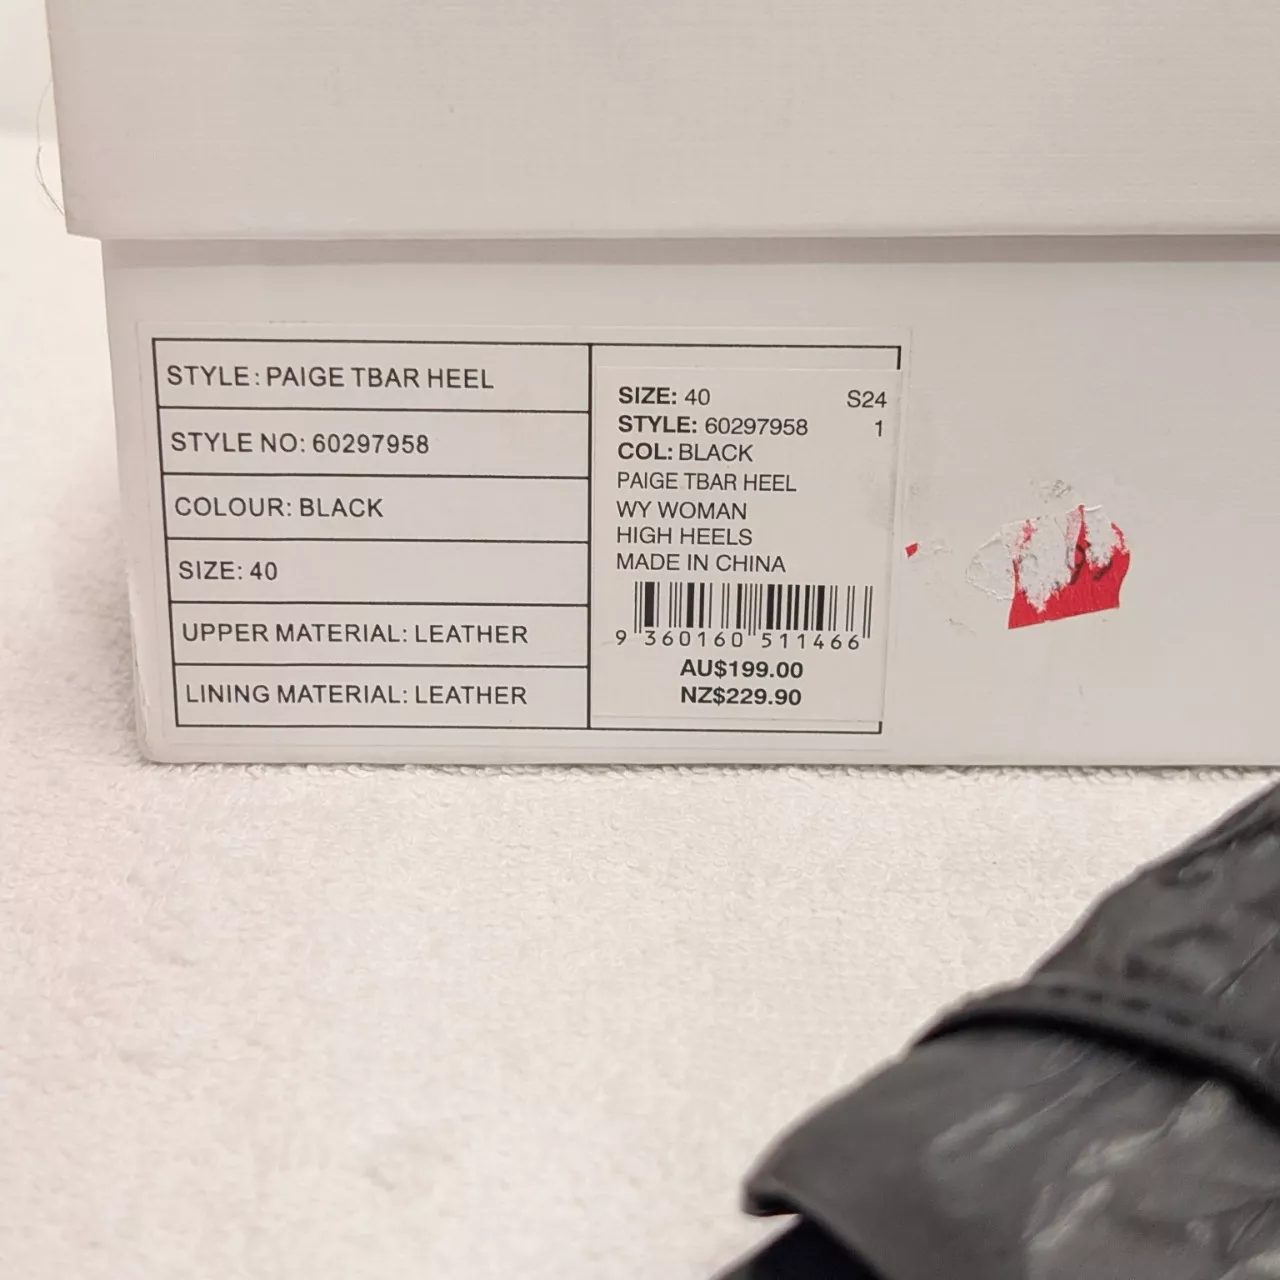 STYLE: PAIGE TBAR HEEL
STYLE NO: 60297958
COLOUR: BLACK
SIZE: 40
UPPER MATERIAL: LEATHER
LINING MATERIAL: LEATHER
SIZE: 40 S24
STYLE: 60297958 1
COL: BLACK
PAIGE TBAR HEEL
WY WOMAN
HIGH HEELS
MADE IN CHINA
9 360160 511466
AU$199.00
NZ$229.90